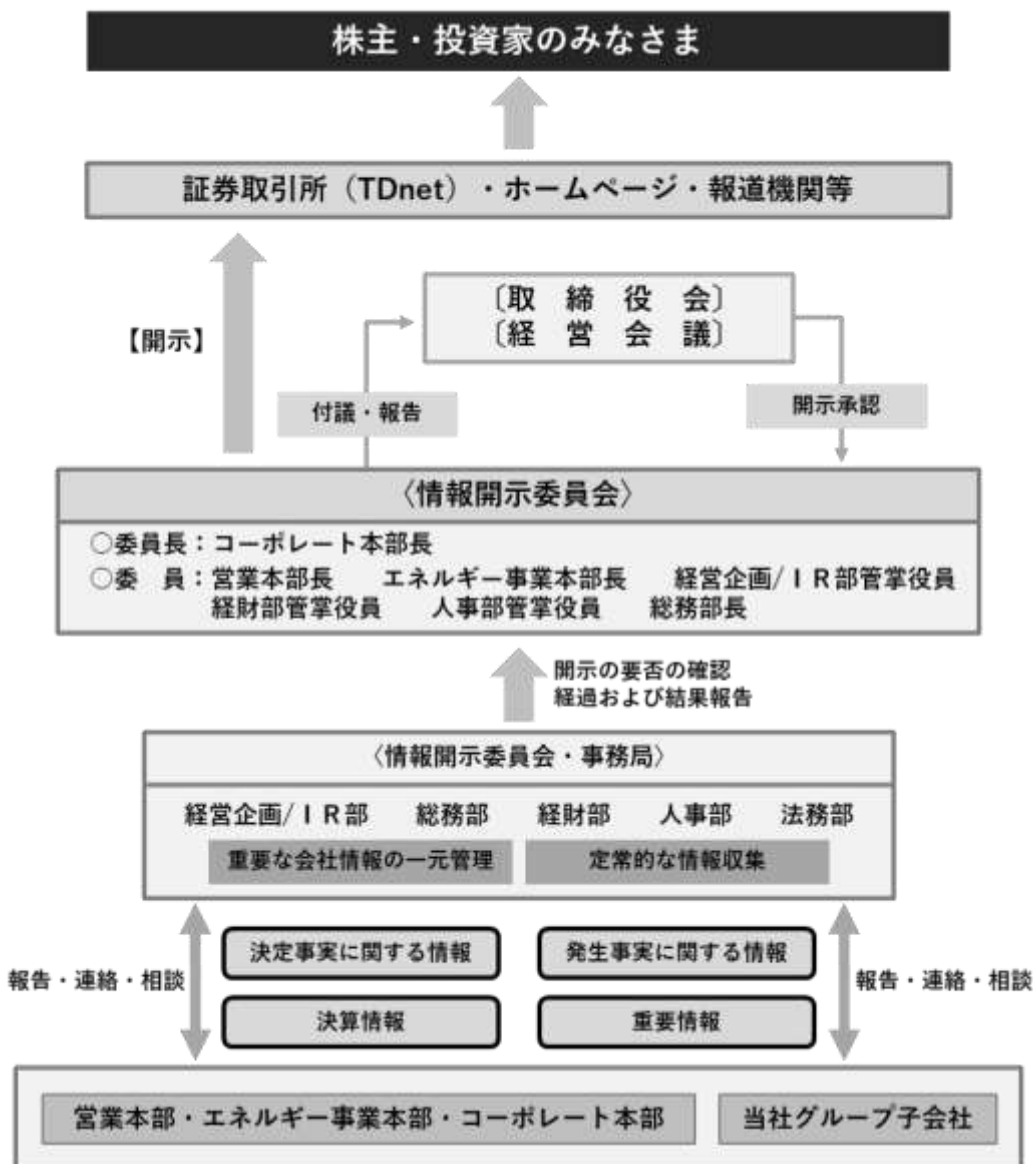 株主・投資家のみなさま
証券取引所（TDnet）・ホームページ・報道機関等
〔取　締　役　会〕
〔経　営　会　議〕
【開示】
付議・報告
開示承認
〈情報開示委員会〉
○委員長：コーポレート本部長
○委　員：営業本部長　　エネルギー事業本部長　　経営企画/ＩＲ部管掌役員
経財部管掌役員　　人事部管掌役員　　総務部長
開示の要否の確認
経過および結果報告
〈情報開示委員会・事務局〉
経営企画/ＩＲ部　　総務部　　経財部　　人事部　　法務部
重要な会社情報の一元管理　　定常的な情報収集
決定事実に関する情報　　発生事実に関する情報
報告・連絡・相談　　報告・連絡・相談
決算情報　　重要情報
営業本部・エネルギー事業本部・コーポレート本部　　当社グループ子会社